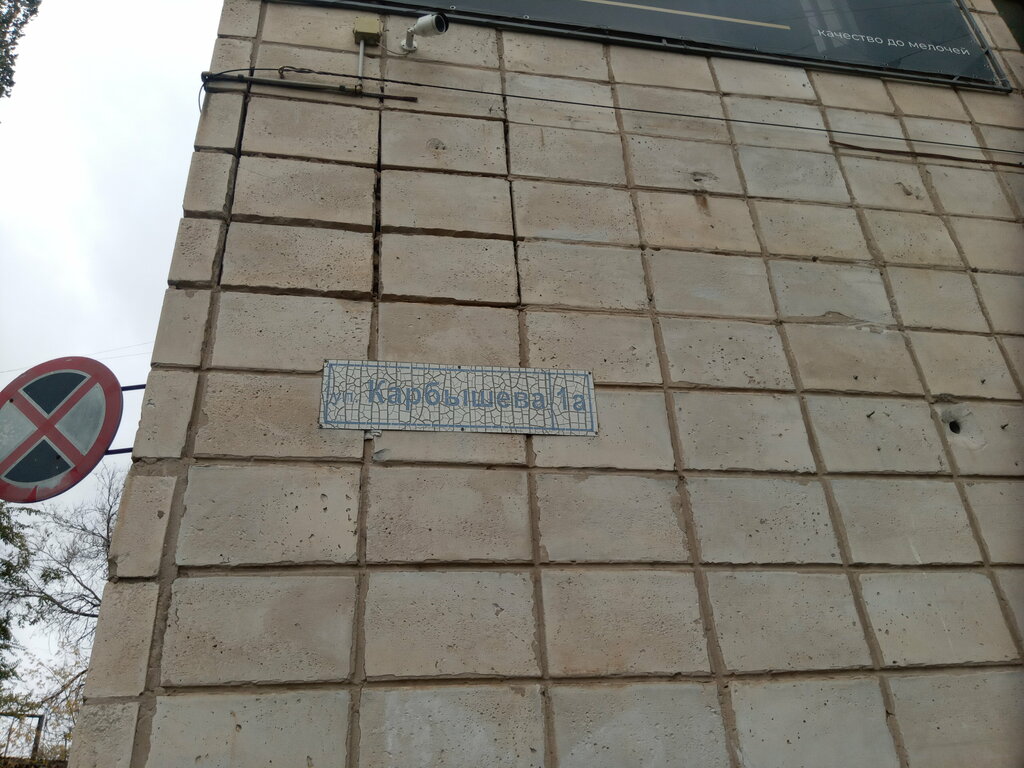 качество до мелочей
ул. Карбышева 1а